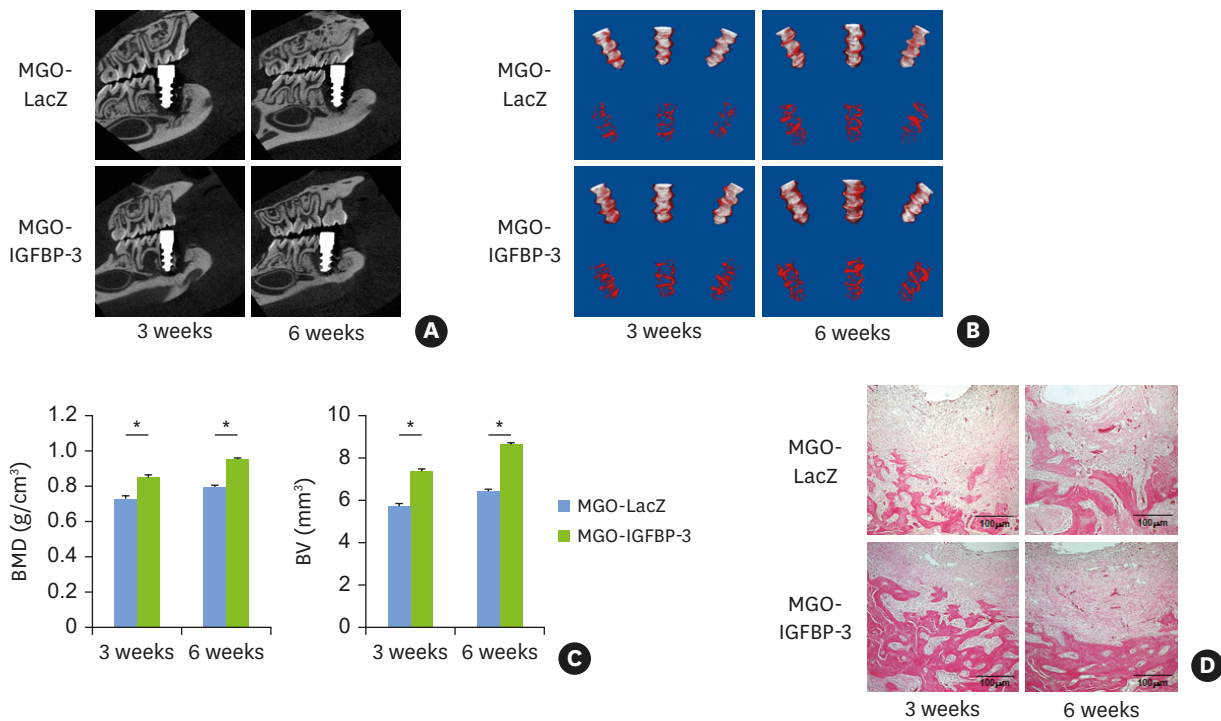 MGO-
LacZ
MGO-
IGFBP-3
3 weeks
6 weeks
A
MGO-
LacZ
MGO-
IGFBP-3
3 weeks
6 weeks
B
BMD (g/cm³)
1.2
1.0
0.8
0.6
0.4
0.2
0
*
*
3 weeks
6 weeks
BV (mm³)
10
8
6
4
2
0
*
*
3 weeks
6 weeks
MGO-LacZ
MGO-IGFBP-3
C
MGO-
LacZ
MGO-
IGFBP-3
100μm
100μm
100μm
100μm
3 weeks
6 weeks
D